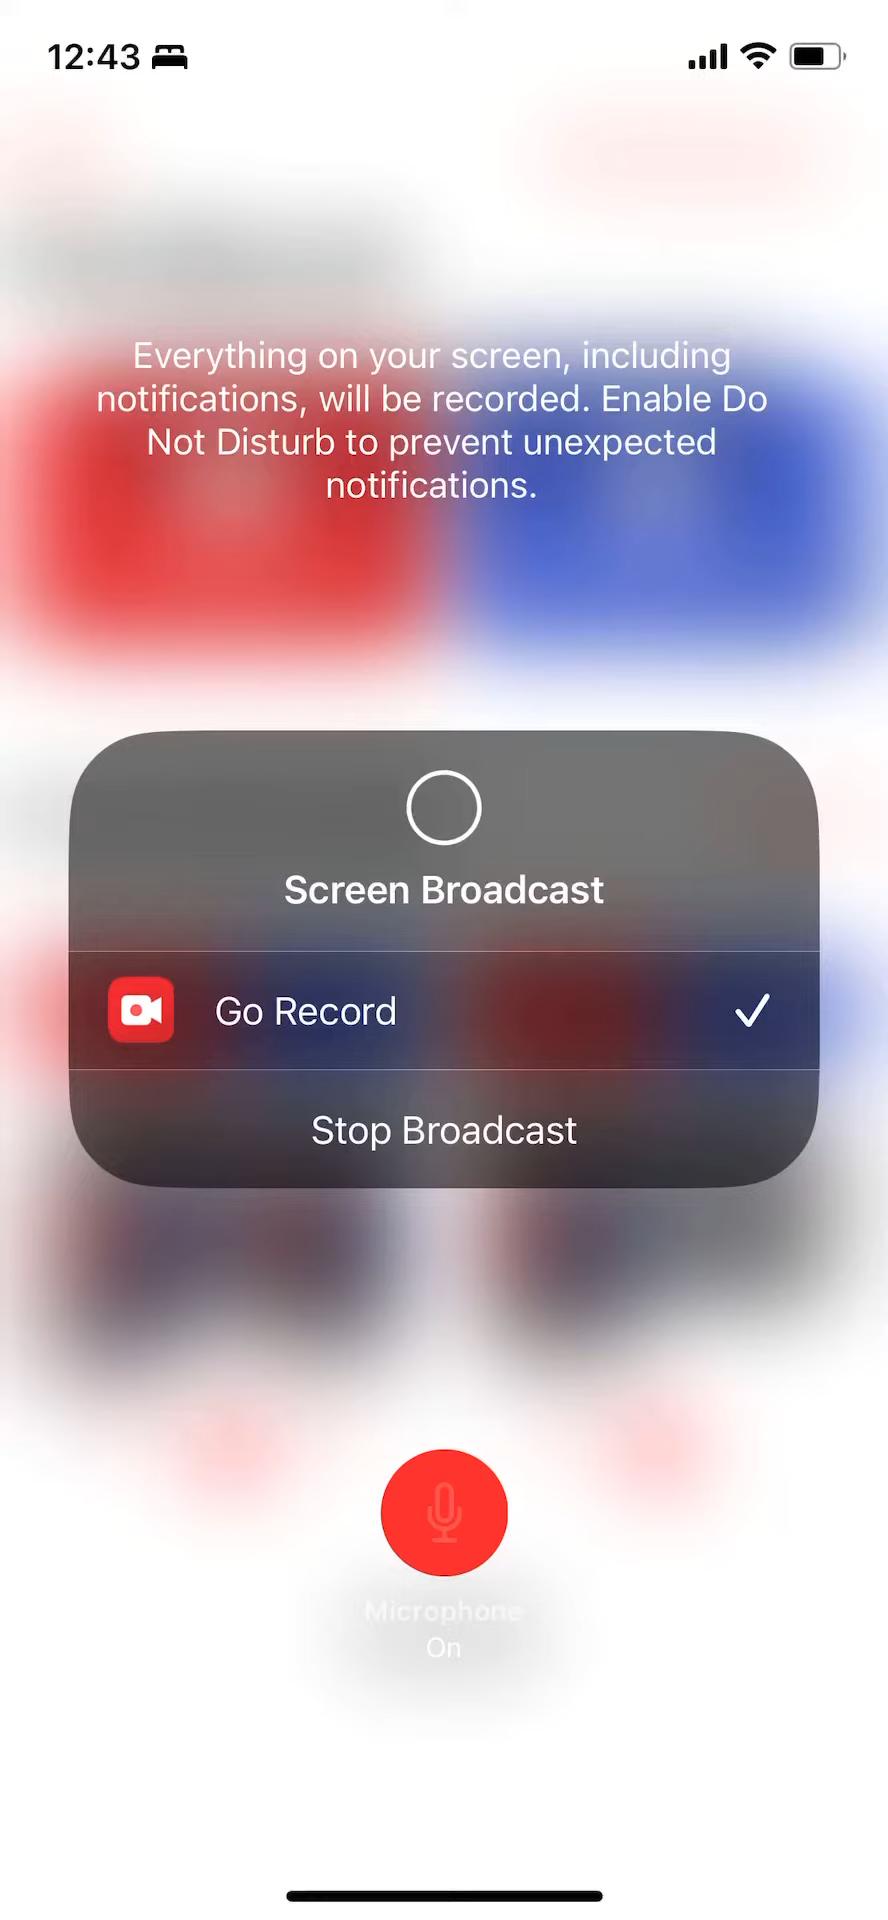 12:43
Everything on your screen, including
notifications, will be recorded. Enable Do
Not Disturb to prevent unexpected
notifications.
Screen Broadcast
Go Record
Stop Broadcast
Microphone
On